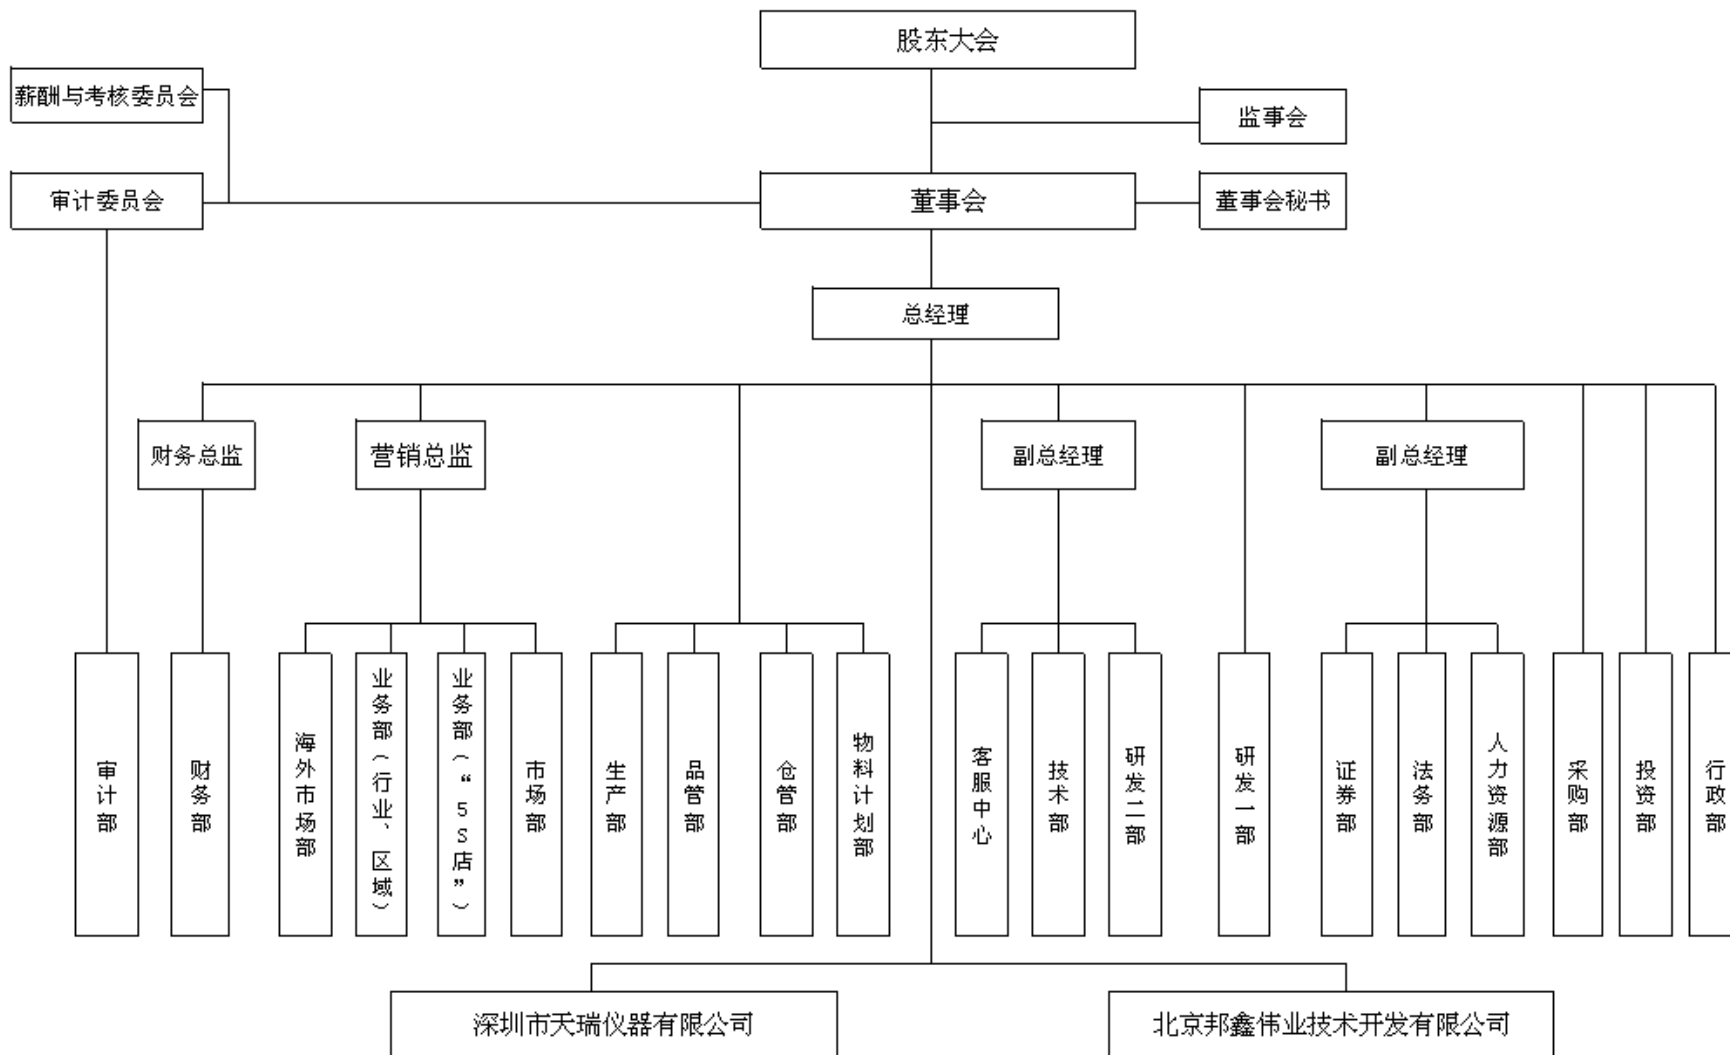 股东大会
薪酬与考核委员会
监事会
审计委员会
董事会
董事会秘书
总经理
财务总监
营销总监
副总经理
副总经理
审计部
财务部
海外市场部
业务部（行业、区域）
业务部（“5S店”）
市场部
生产部
品管部
仓管部
物料计划部
客服中心
技术部
研发二部
研发一部
证券部
法务部
人力资源部
采购部
投资部
行政部
深圳市天瑞仪器有限公司
北京邦鑫伟业技术开发有限公司